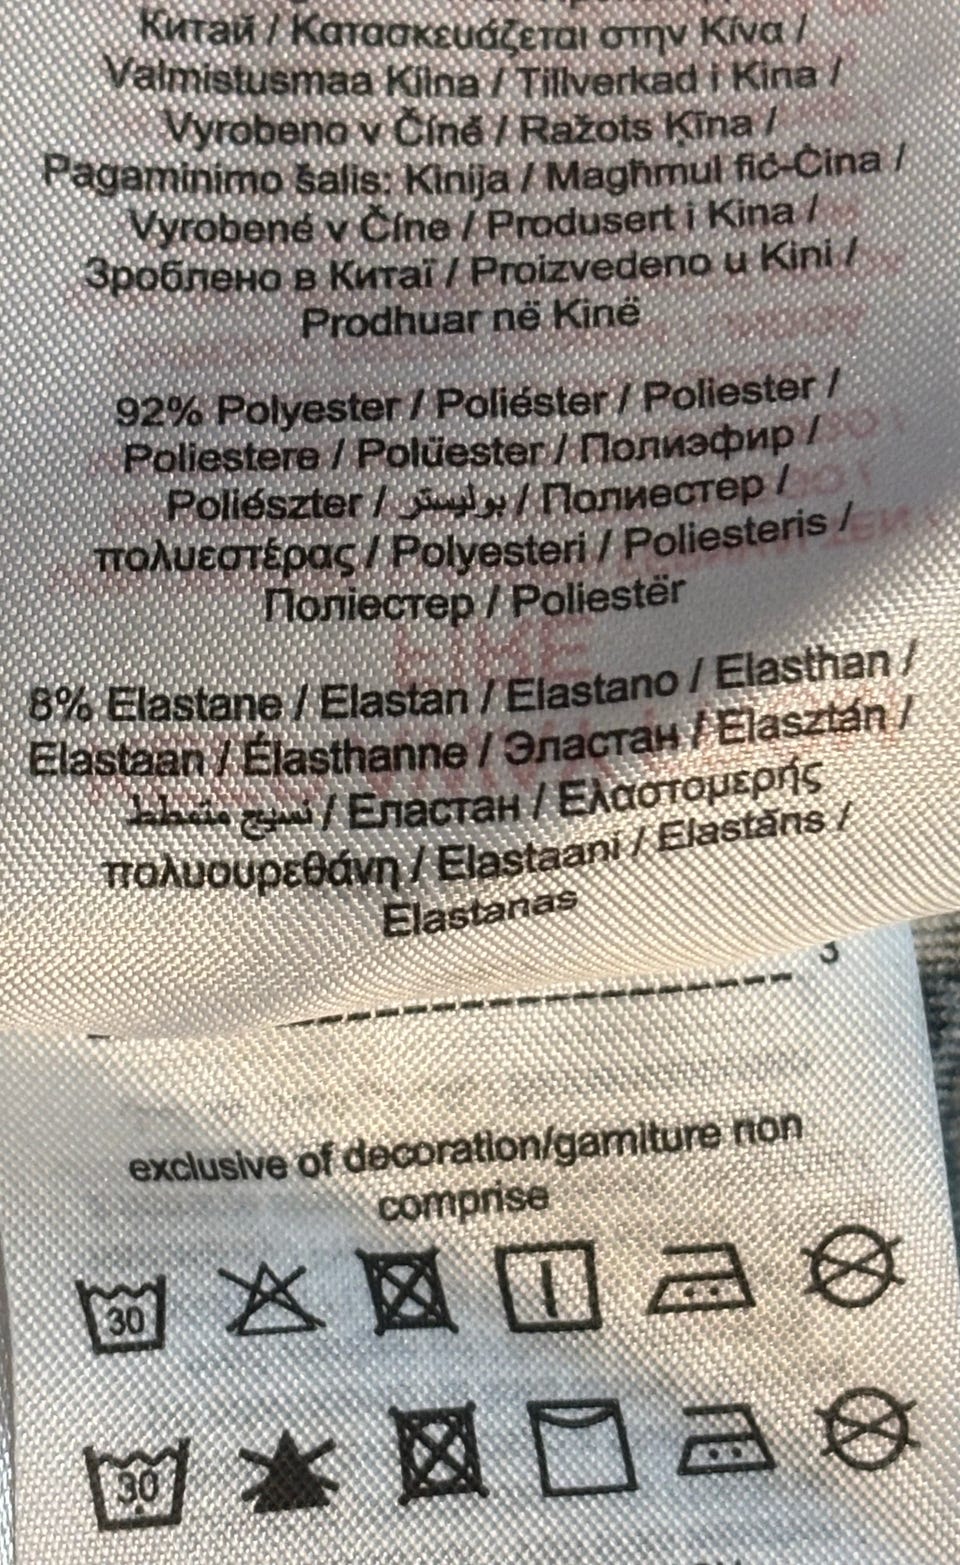 Китай / Κατασκευάζεται στην Κίνα /
Valmistusmaa Kiina / Tillverkad i Kina /
Vyrobeno v Číně / Ražots Ķīna /
Pagaminimo šalis: Kinija / Magħmul fiċ-Ċina /
Vyrobené v Číne / Produsert i Kina /
Зроблено в Китаї / Proizvedeno u Kini /
Prodhuar në Kinë
92% Polyester / Poliéster / Poliester /
Poliestere / Polüester / Полиэфир /
Poliészter / بوليستر / Полиестер /
πολυεστέρας / Polyesteri / Poliesteris /
Поліестер / Poliestër
8% Elastane / Elastan / Elastano / Elasthan /
Elastaan / Élasthanne / Эластан / Elasztán /
نسيج متمطط / Еластан / Ελαστομερής
πολυουρεθάνη / Elastaani / Elastāns /
Elastanas
3
exclusive of decoration/garniture non
comprise
30
30